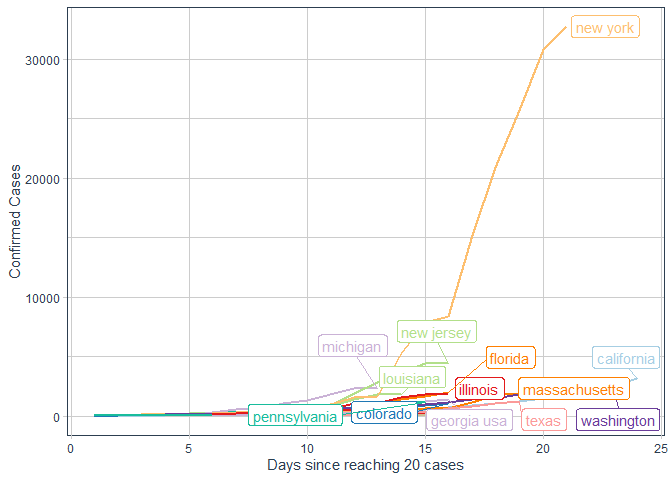 new york
30000
20000
10000
0
Confirmed Cases
new jersey
michigan
florida
california
louisiana
illinois
massachusetts
pennsylvania
colorado
georgia usa
texas
washington
0
5
10
15
20
25
Days since reaching 20 cases